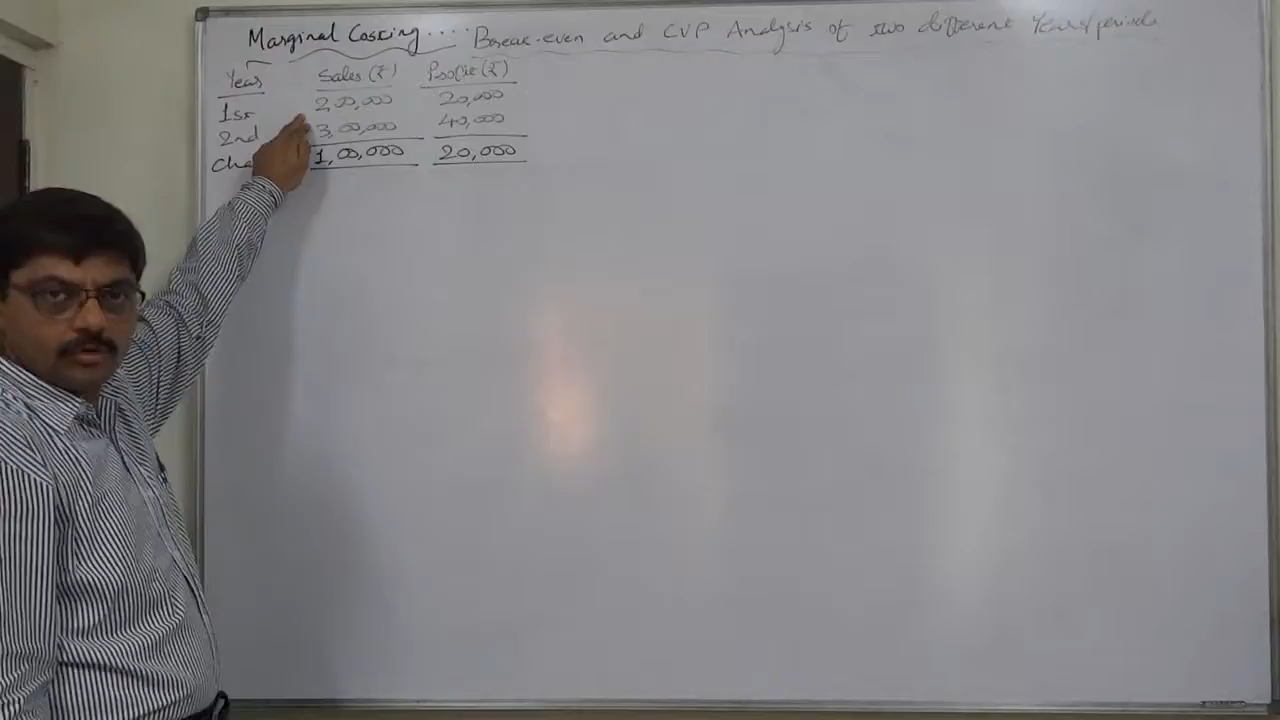 Marginal Costing.... Break-even and CVP Analysis of two different Years/periods
Year Sales (₹) Profit (₹)
1st 2,00,000 20,000
2nd 3,00,000 40,000
Cha 1,00,000 20,000